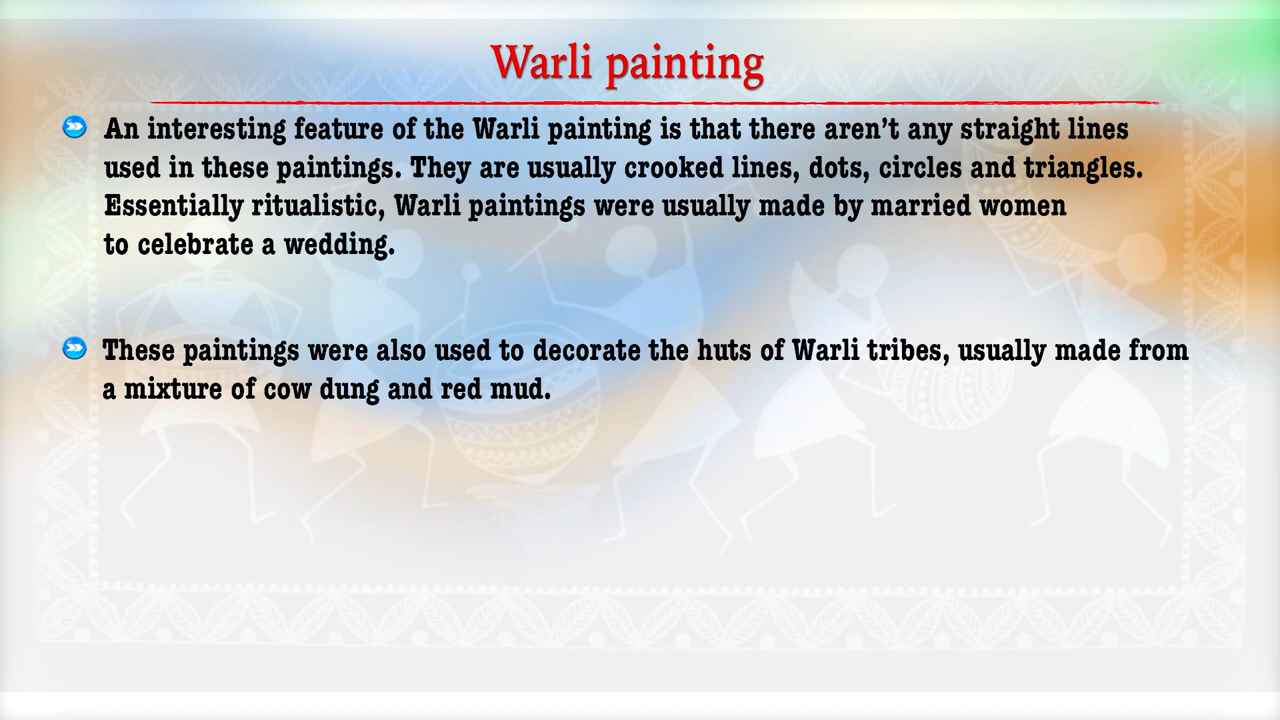 Warli painting
An interesting feature of the Warli painting is that there aren’t any straight lines
used in these paintings. They are usually crooked lines, dots, circles and triangles.
Essentially ritualistic, Warli paintings were usually made by married women
to celebrate a wedding.
These paintings were also used to decorate the huts of Warli tribes, usually made from
a mixture of cow dung and red mud.